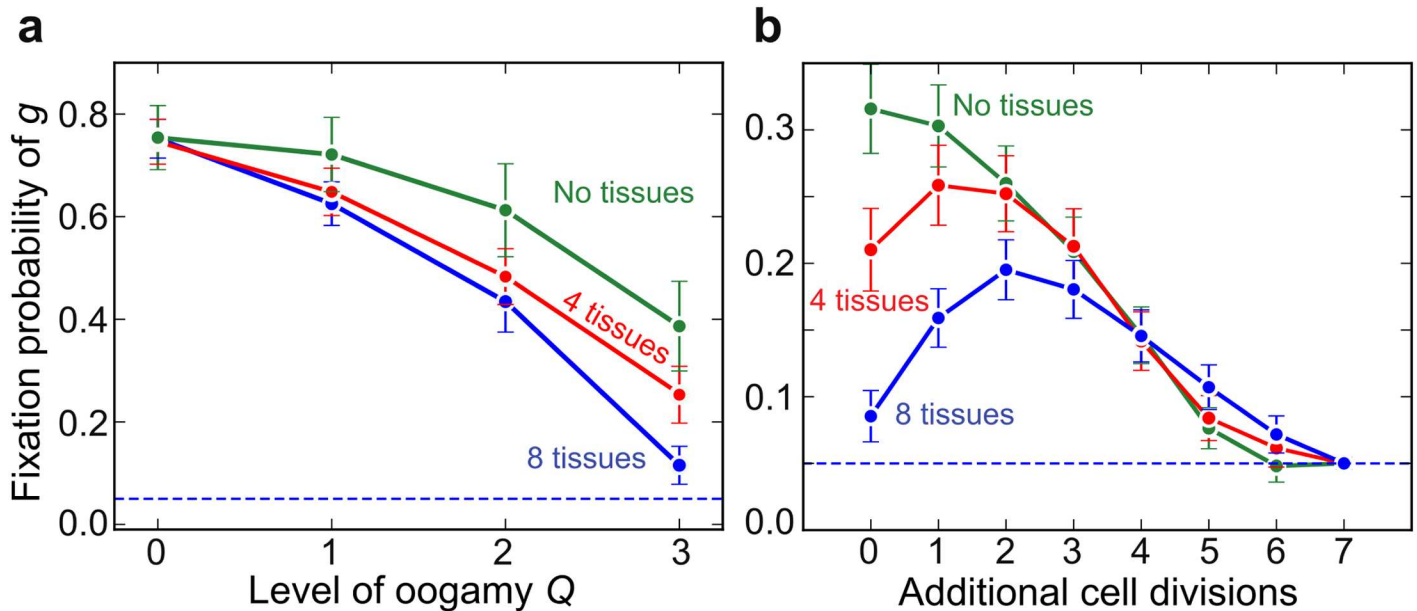 a
Fixation probability of g
0.8
0.6
0.4
0.2
0.0
No tissues
4 tissues
8 tissues
0 1 2 3
Level of oogamy Q
b
0.3
0.2
0.1
0.0
No tissues
4 tissues
8 tissues
0 1 2 3 4 5 6 7
Additional cell divisions